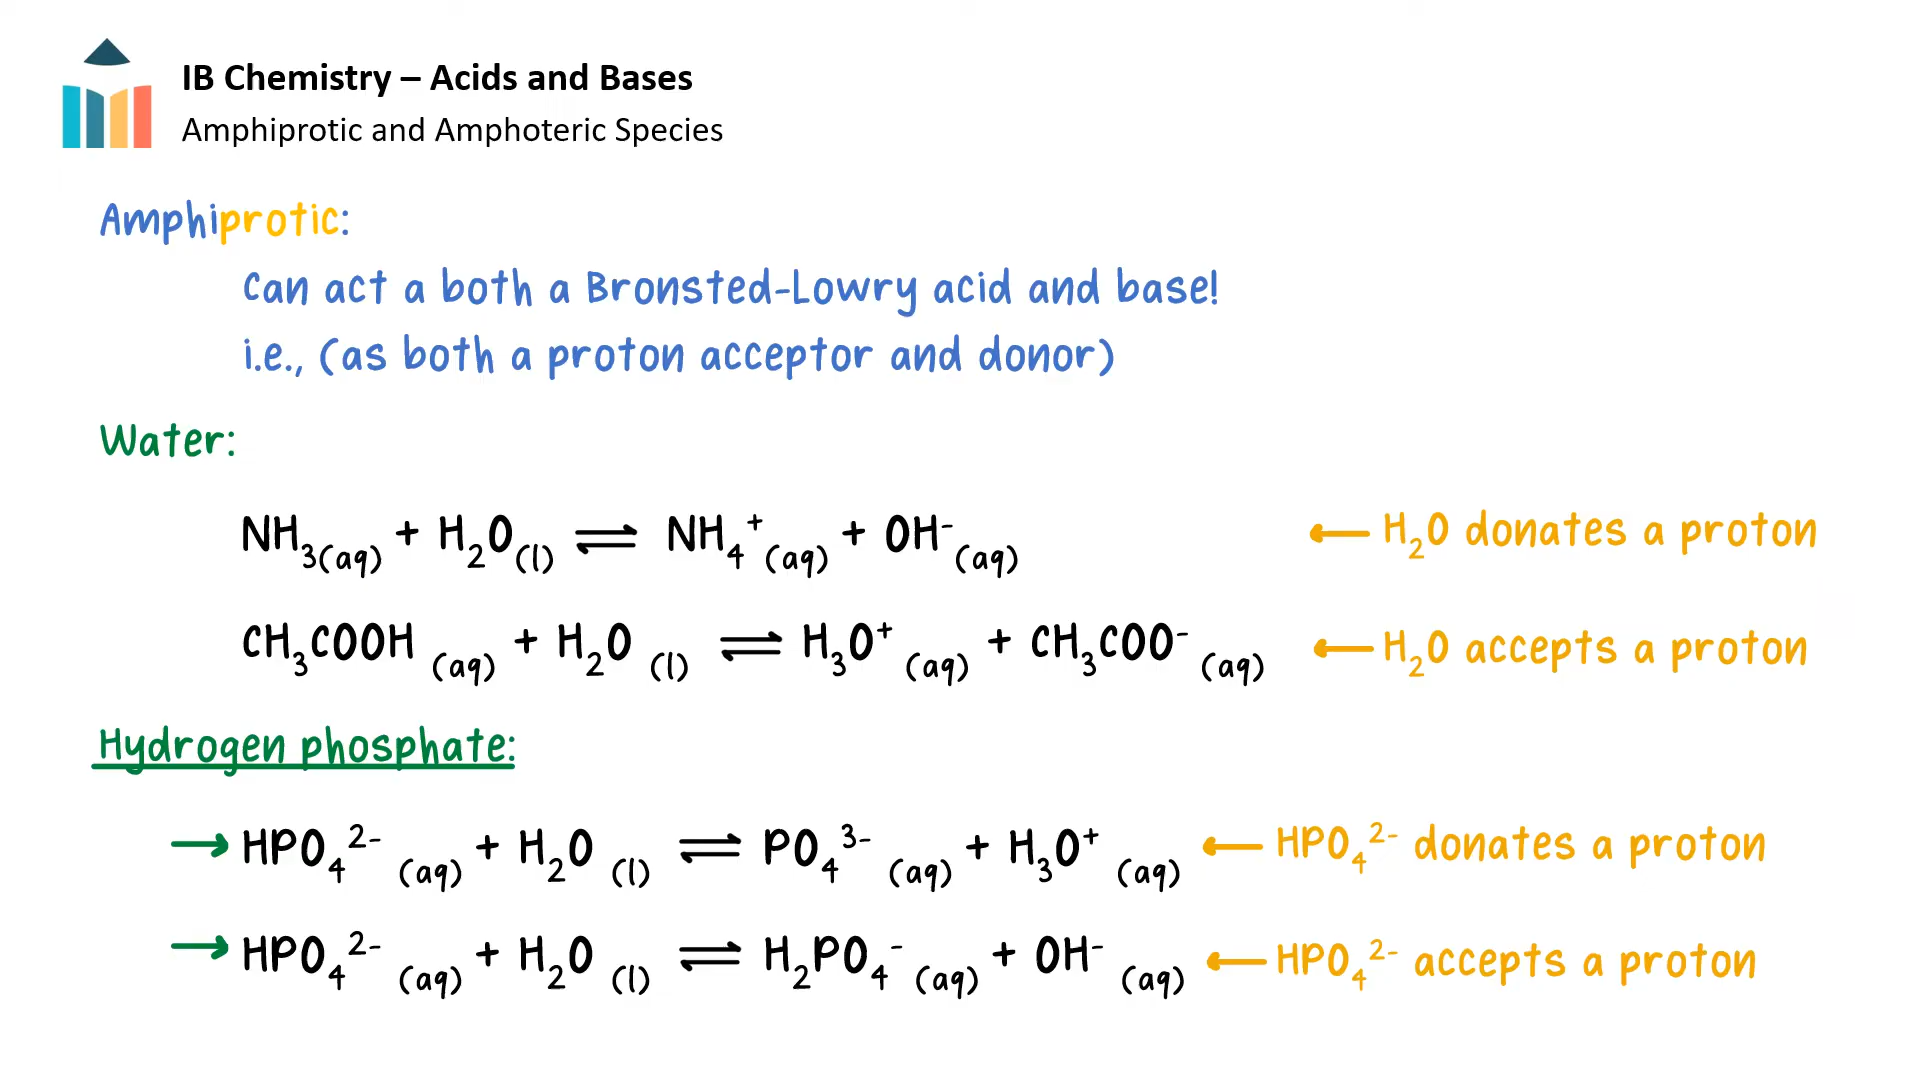 IB Chemistry – Acids and Bases
Amphiprotic and Amphoteric Species
Amphiprotic:
Can act a both a Bronsted-Lowry acid and base!
i.e., (as both a proton acceptor and donor)
Water:
NH₃(aq) + H₂O(l) ⇌ NH₄⁺(aq) + OH⁻(aq) ← H₂O donates a proton
CH₃COOH (aq) + H₂O (l) ⇌ H₃O⁺ (aq) + CH₃COO⁻ (aq) ← H₂O accepts a proton
Hydrogen phosphate:
→ HPO₄²⁻ (aq) + H₂O (l) ⇌ PO₄³⁻ (aq) + H₃O⁺ (aq) ← HPO₄²⁻ donates a proton
→ HPO₄²⁻ (aq) + H₂O (l) ⇌ H₂PO₄⁻ (aq) + OH⁻ (aq) ← HPO₄²⁻ accepts a proton